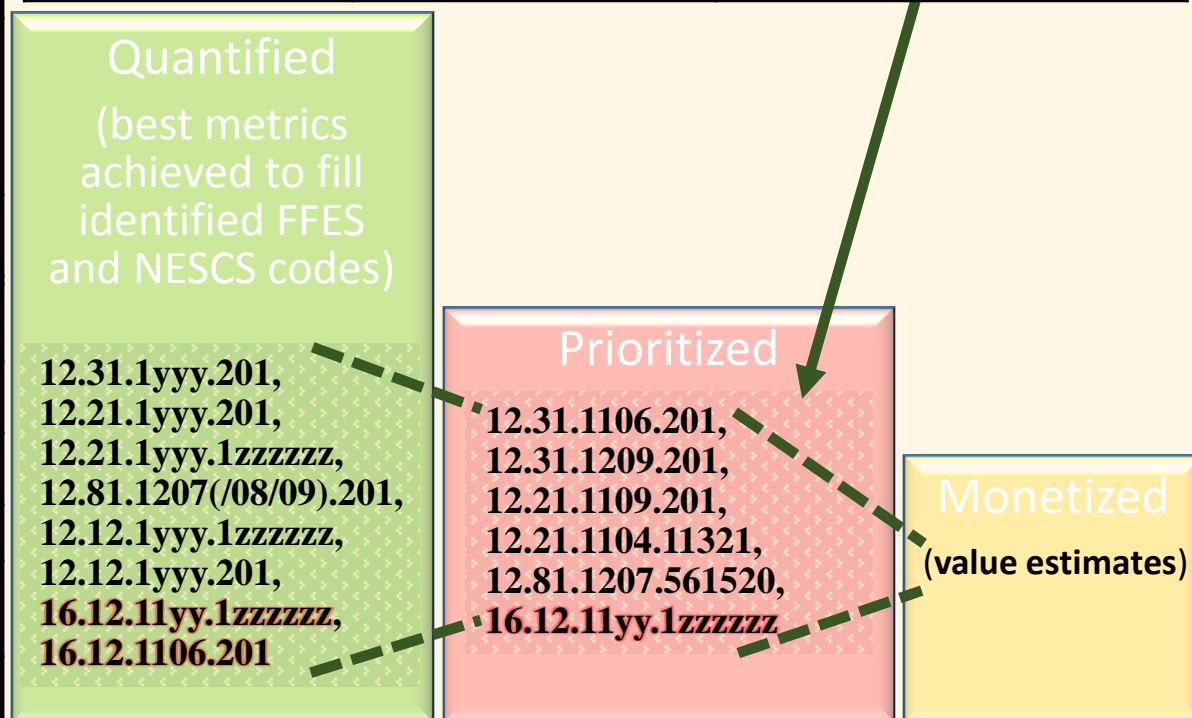 Quantified
(best metrics
achieved to fill
identified FFES
and NESCS codes)
12.31.1yyy.201,
12.21.1yyy.201,
12.21.1yyy.1zzzzzz,
12.81.1207(/08/09).201,
12.12.1yyy.1zzzzzz,
12.12.1yyy.201,
16.12.11yy.1zzzzzz,
16.12.1106.201
Prioritized
12.31.1106.201,
12.31.1209.201,
12.21.1109.201,
12.21.1104.11321,
12.81.1207.561520,
16.12.11yy.1zzzzzz
Monetized
(value estimates)